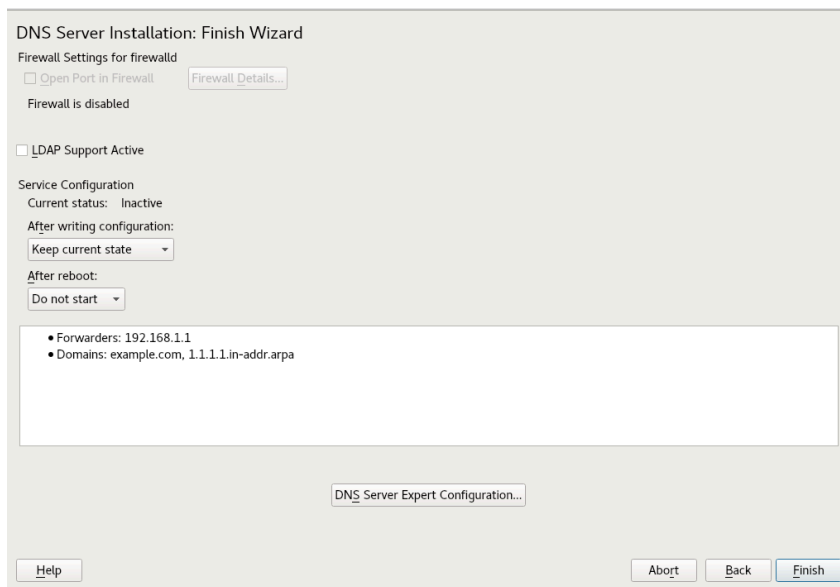 DNS Server Installation: Finish Wizard
Firewall Settings for firewalld
Open Port in Firewall Firewall Details...
Firewall is disabled
LDAP Support Active
Service Configuration
Current status: Inactive
After writing configuration:
Keep current state
After reboot:
Do not start
• Forwarders: 192.168.1.1
• Domains: example.com, 1.1.1.1.in-addr.arpa
DNS Server Expert Configuration...
Help Abort Back Finish